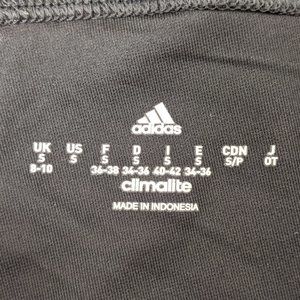 adidas
UK US F D I E CDN J
S S S S S S S/P OT
8-10 36-38 34-36 40-42 34-36
climalite
MADE IN INDONESIA